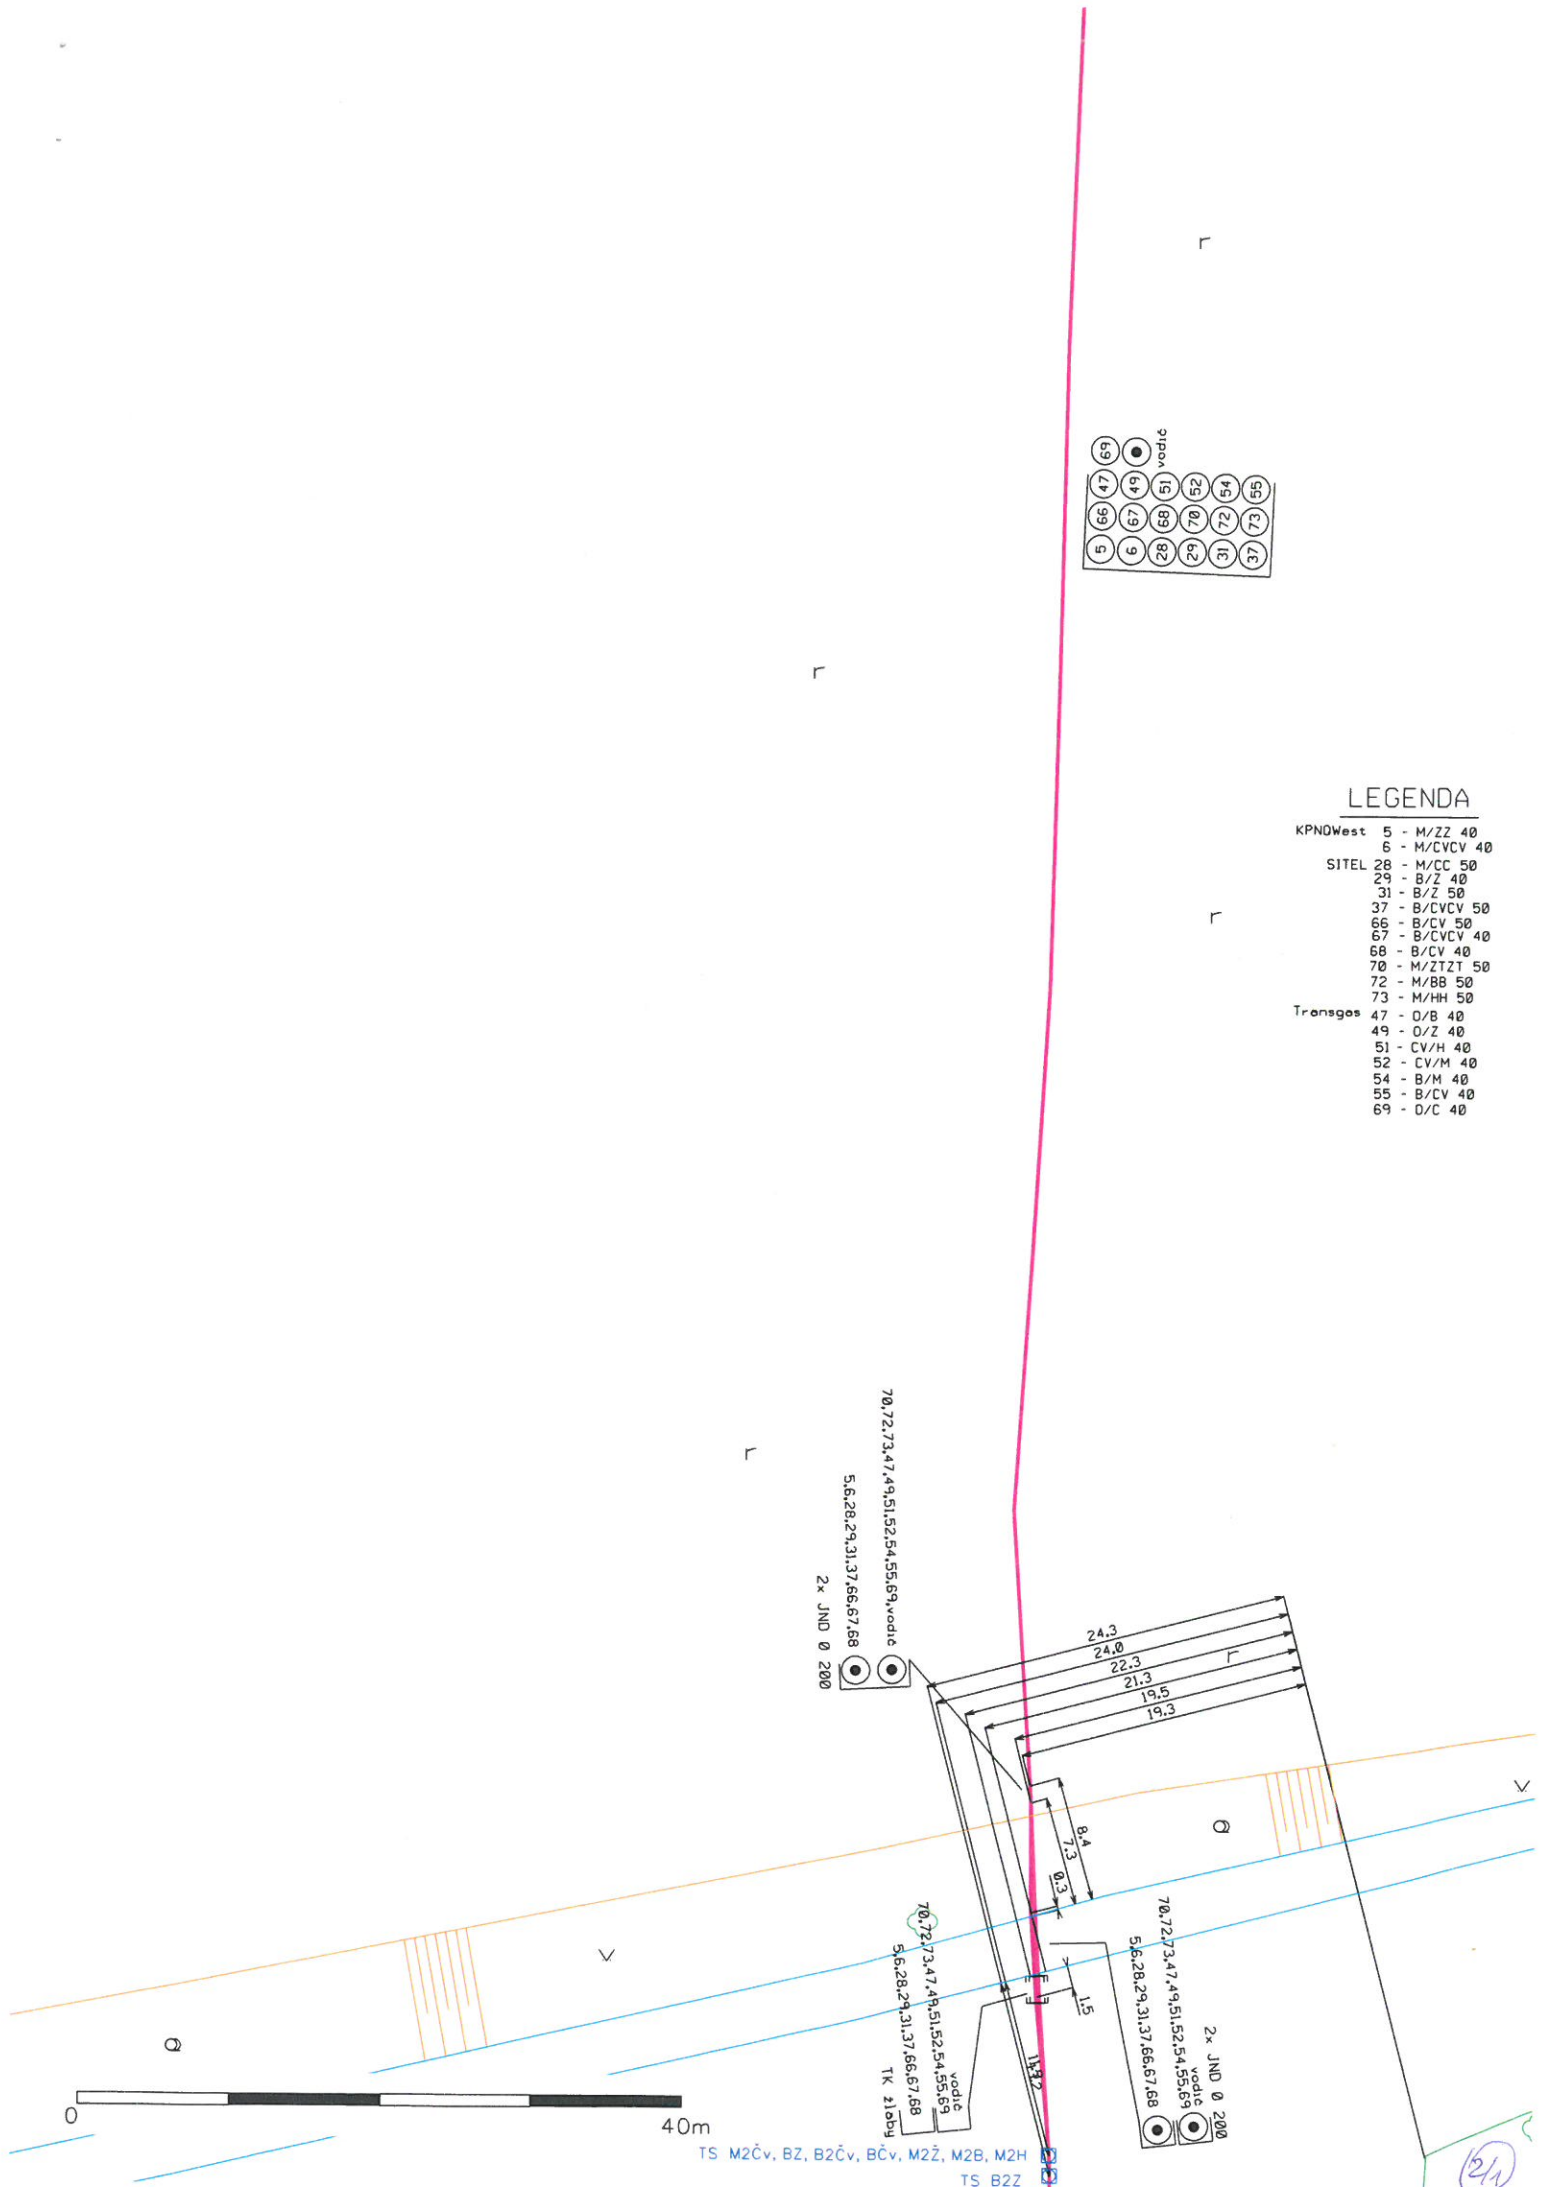 r
69
47 49 vodič
66 67 51 52 54 55
5 6 68 70 72 73
28 29 31 37
r
LEGENDA
KPNQWest 5 - M/ZZ 40
6 - M/CVCV 40
SITEL 28 - M/CC 50
29 - B/Z 40
31 - B/Z 50
37 - B/CVCV 50
66 - B/CV 50
67 - B/CVCV 40
68 - B/CV 40
70 - M/ZTZT 50
72 - M/BB 50
73 - M/HH 50
Transgas 47 - O/B 40
49 - O/Z 40
51 - CV/H 40
52 - CV/M 40
54 - B/M 40
55 - B/CV 40
69 - O/C 40
r
r
70,72,73,47,49,51,52,54,55,69,vodič
5,6,28,29,31,37,66,67,68
2x JND 0 200
24.3
24.0
22.3
r
21.3
19.5
19.3
8.4
7.3
0.3
1.5
vodič
70,72,73,47,49,51,52,54,55,69
5,6,28,29,31,37,66,67,68
TK žlaby
2x JND 0 200
vodič
70,72,73,47,49,51,52,54,55,69
5,6,28,29,31,37,66,67,68
0
40m
TS M2Čv, BZ, B2Čv, BČv, M2Ž, M2B, M2H
TS B2Z
2/1